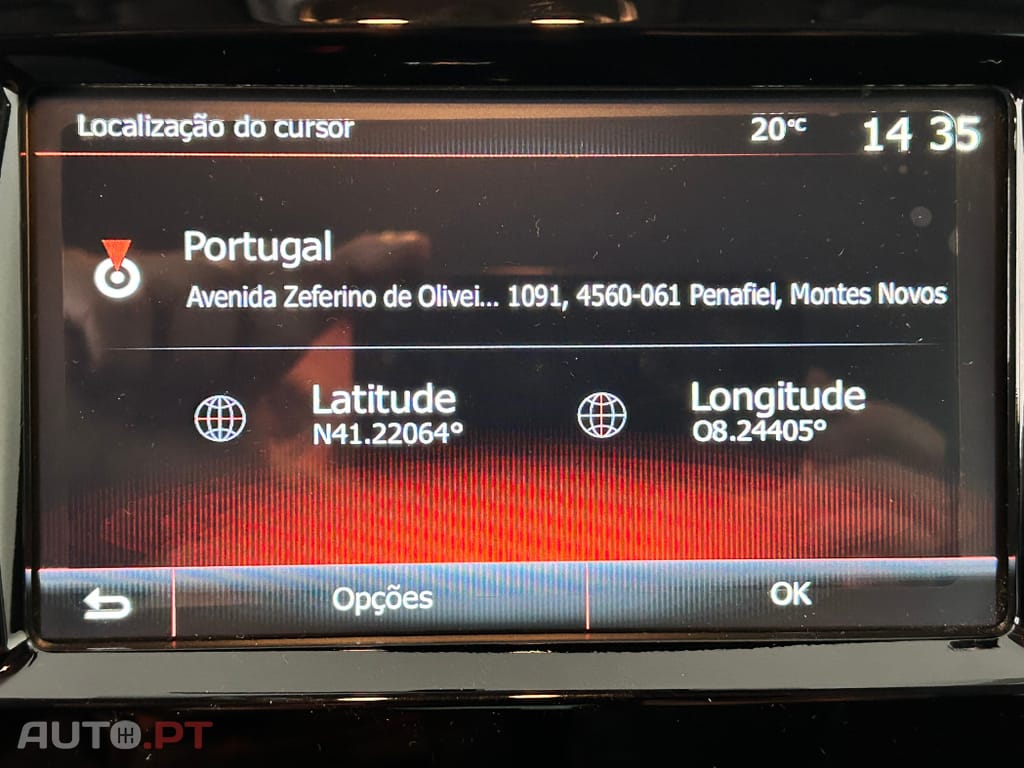 Localização do cursor 20°C 14 35
Portugal
Avenida Zeferino de Olivei... 1091, 4560-061 Penafiel, Montes Novos
Latitude Longitude
N41.22064° O8.24405°
Opções OK
AUTO.PT